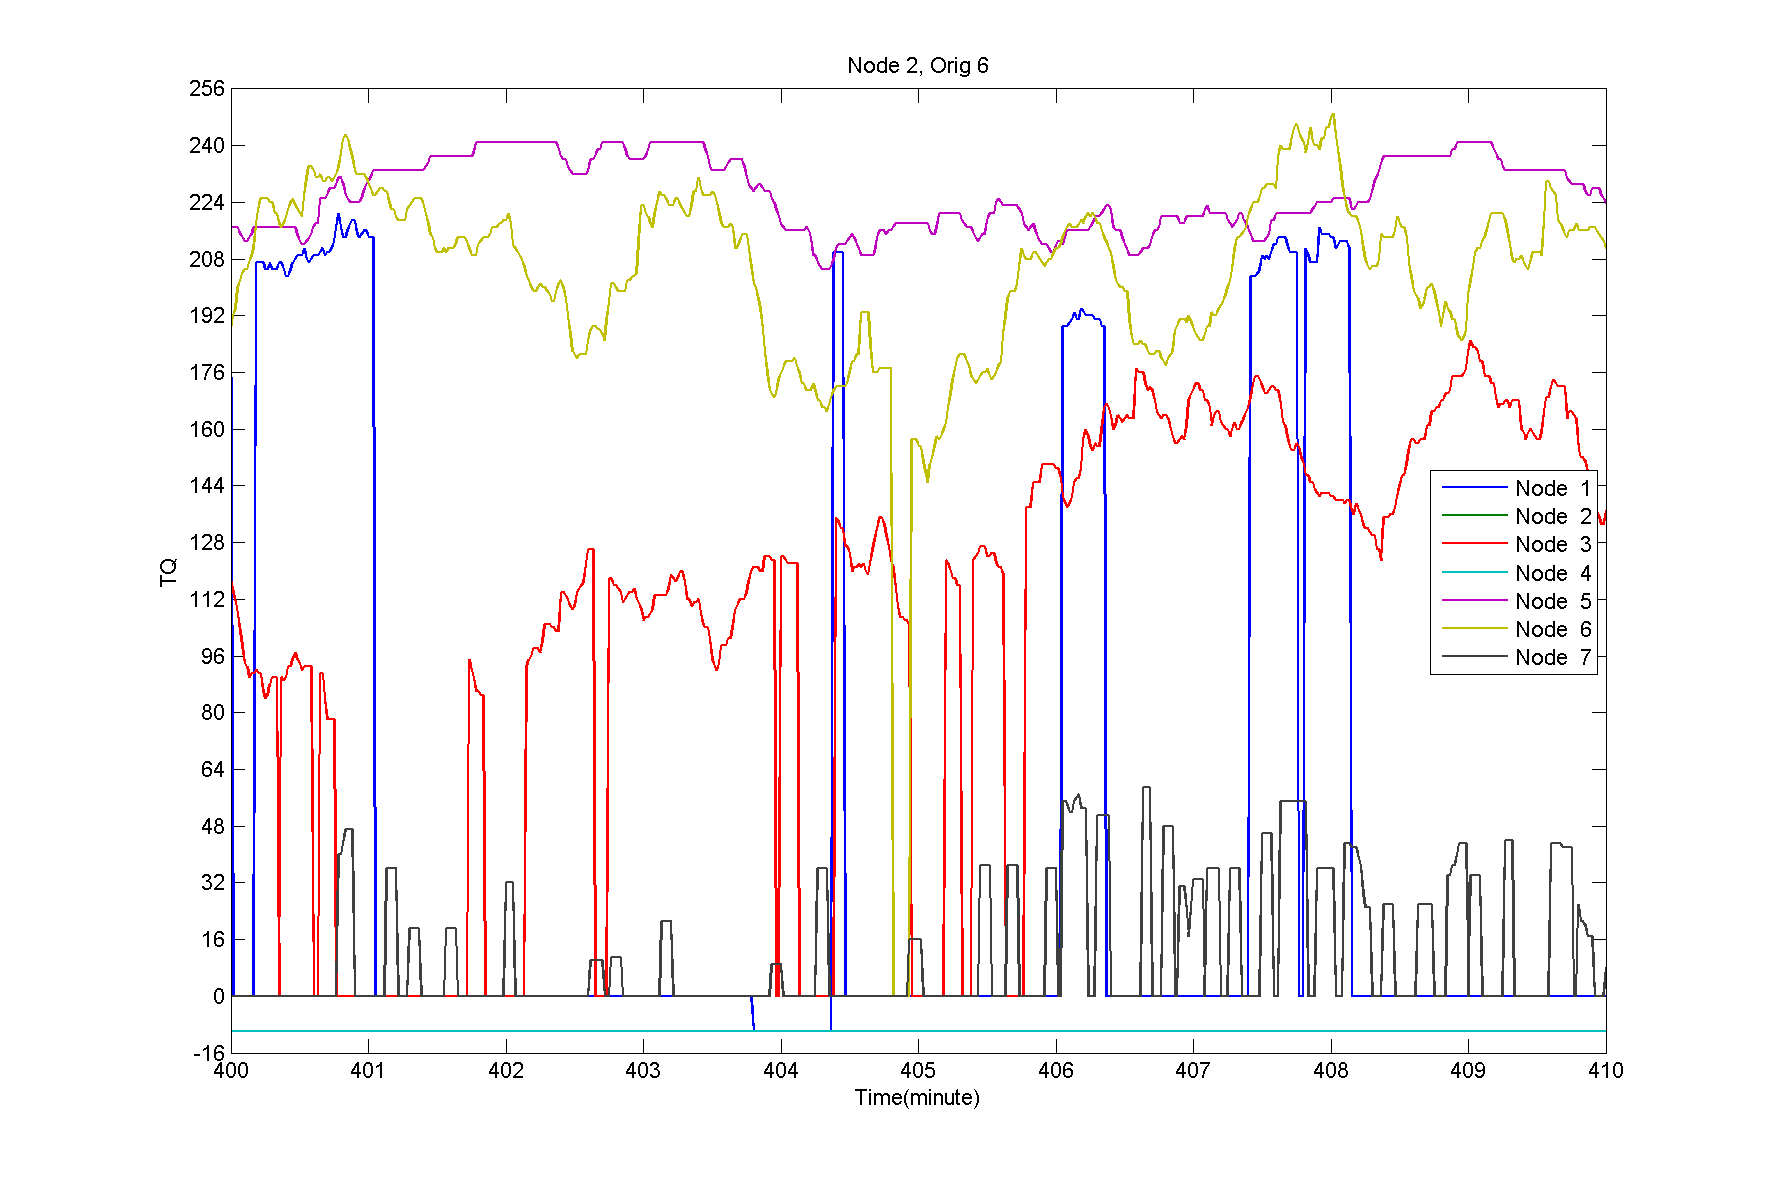 Node 2, Orig 6
256
240
224
208
192
176
160
144
128
112
96
80
64
48
32
16
0
-16
TQ
Node 1
Node 2
Node 3
Node 4
Node 5
Node 6
Node 7
400 401 402 403 404 405 406 407 408 409 410
Time(minute)